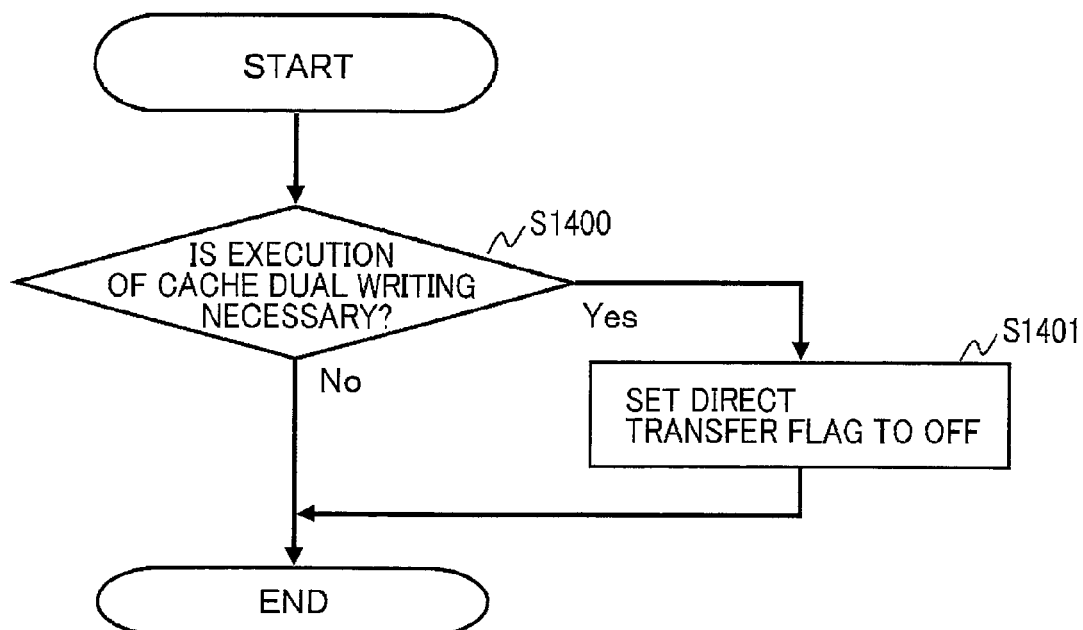 START
S1400
IS EXECUTION
OF CACHE DUAL WRITING
NECESSARY?
Yes
No
S1401
SET DIRECT
TRANSFER FLAG TO OFF
END